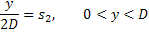 y/2D = s₂,  0 < y < D